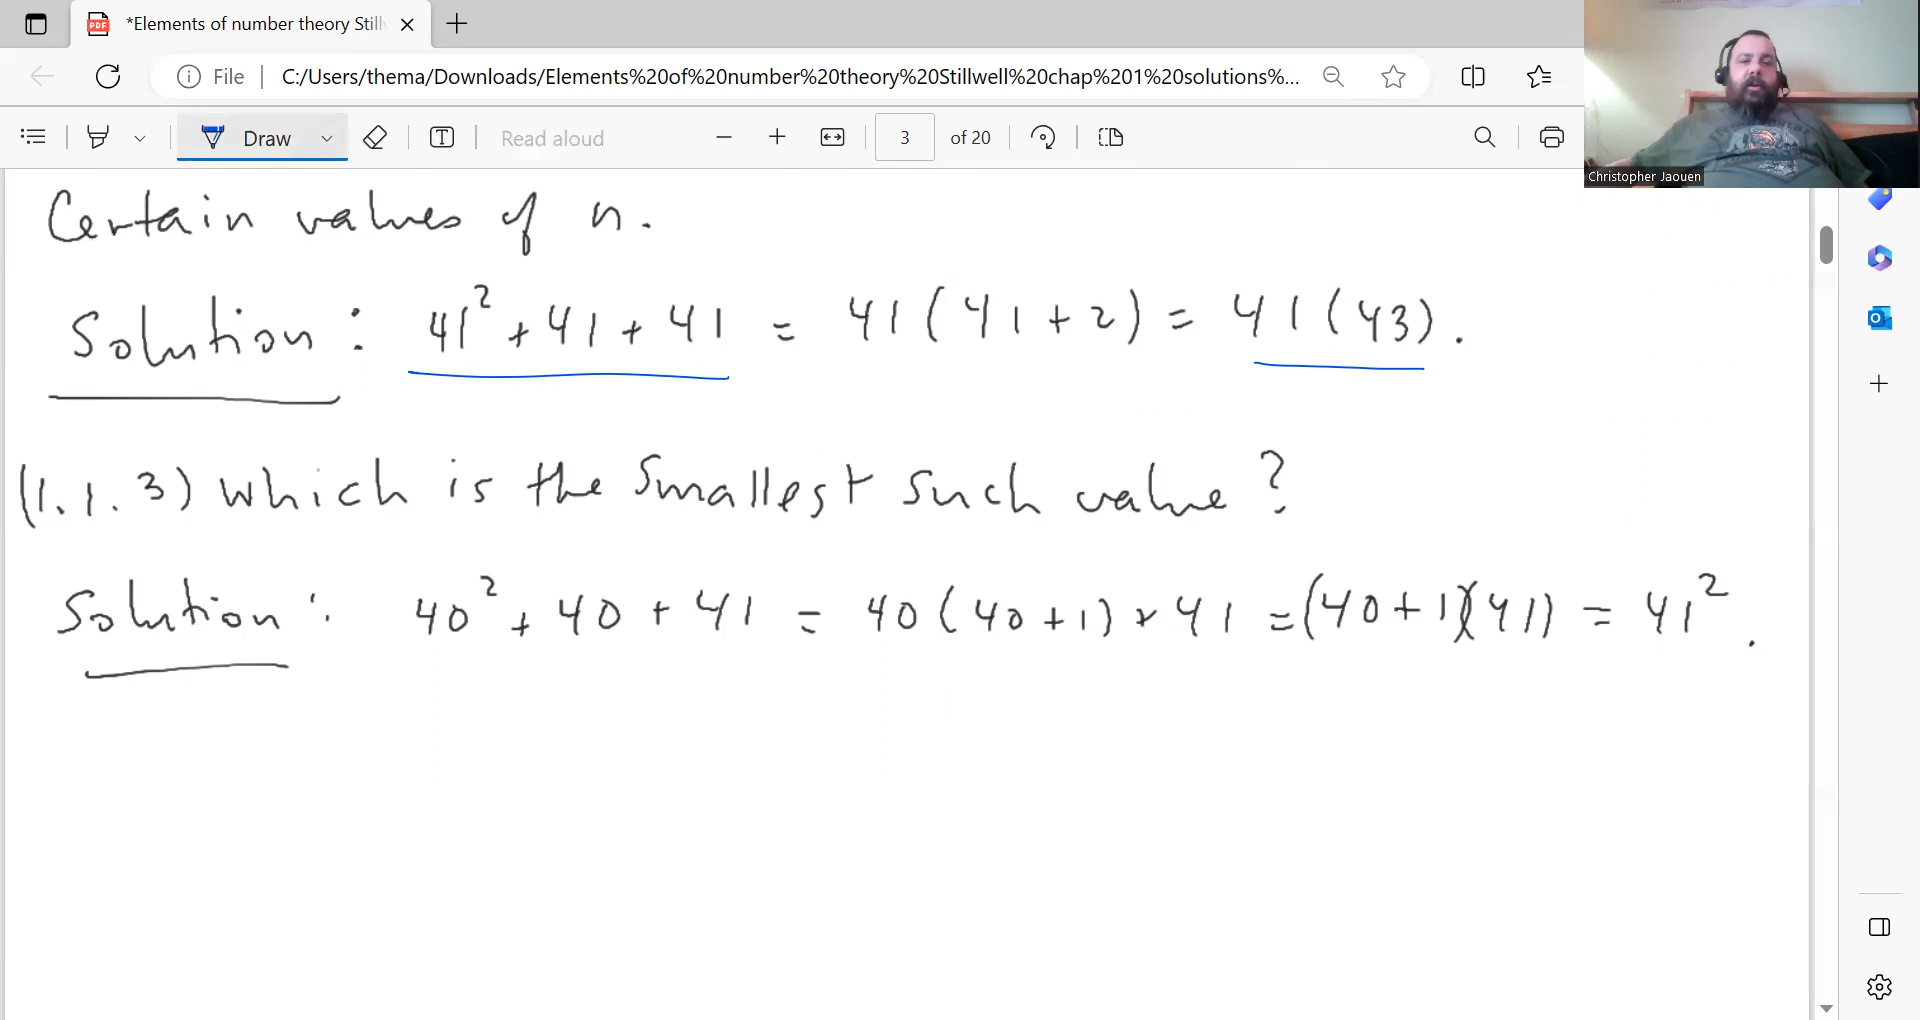 *Elements of number theory Still
File
C:/Users/thema/Downloads/Elements%20of%20number%20theory%20Stillwell%20chap%201%20solutions%...
Draw
Read aloud
3 of 20
Christopher Jaouen
Certain values of n.
Solution: 41² + 41 + 41 = 41(41+2) = 41(43).
(1.1.3) Which is the smallest such value?
Solution: 40² + 40 + 41 = 40(40+1) + 41 = (40+1)(41) = 41².